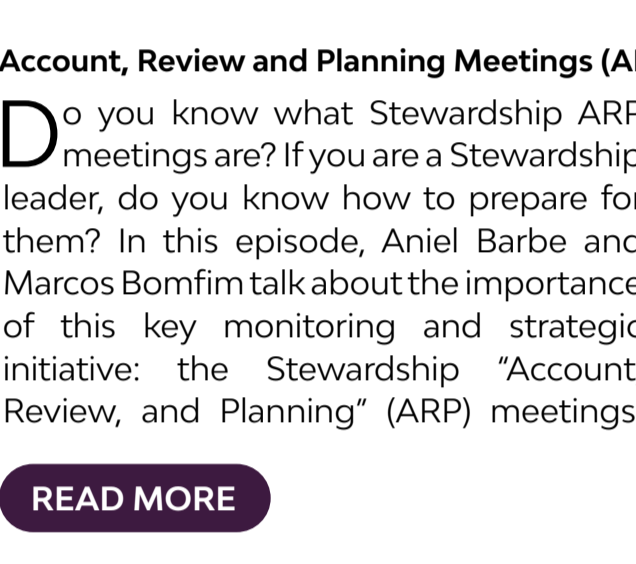 Account, Review and Planning Meetings (A
Do you know what Stewardship ARP
meetings are? If you are a Stewardship
leader, do you know how to prepare for
them? In this episode, Aniel Barbe and
Marcos Bomfim talk about the importance
of this key monitoring and strategic
initiative: the Stewardship “Account
Review, and Planning” (ARP) meetings
READ MORE